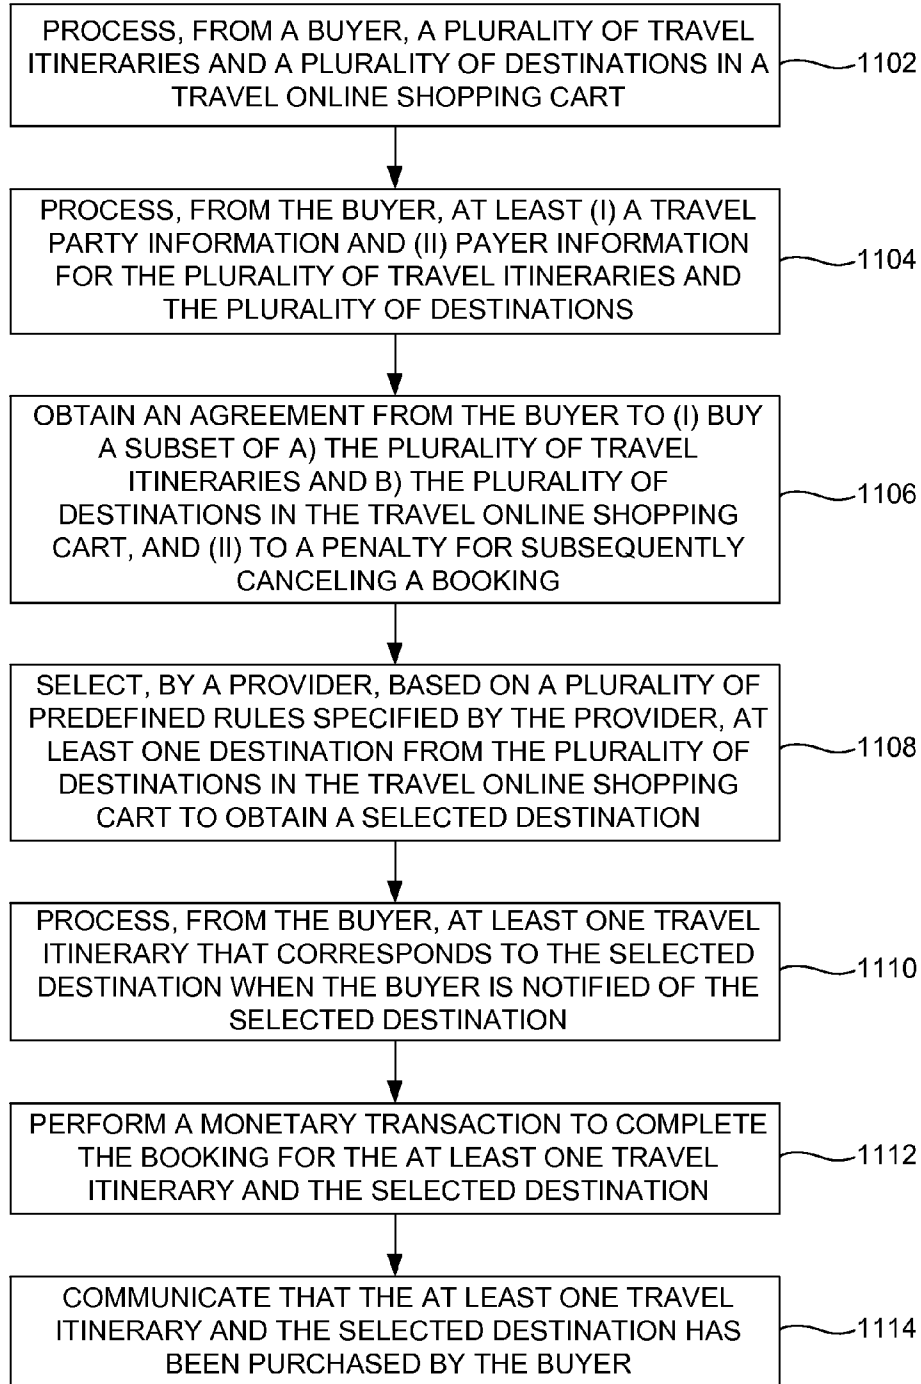 PROCESS, FROM A BUYER, A PLURALITY OF TRAVEL
ITINERARIES AND A PLURALITY OF DESTINATIONS IN A
TRAVEL ONLINE SHOPPING CART
1102
PROCESS, FROM THE BUYER, AT LEAST (I) A TRAVEL
PARTY INFORMATION AND (II) PAYER INFORMATION
FOR THE PLURALITY OF TRAVEL ITINERARIES AND
THE PLURALITY OF DESTINATIONS
1104
OBTAIN AN AGREEMENT FROM THE BUYER TO (I) BUY
A SUBSET OF A) THE PLURALITY OF TRAVEL
ITINERARIES AND B) THE PLURALITY OF
DESTINATIONS IN THE TRAVEL ONLINE SHOPPING
CART, AND (II) TO A PENALTY FOR SUBSEQUENTLY
CANCELING A BOOKING
1106
SELECT, BY A PROVIDER, BASED ON A PLURALITY OF
PREDEFINED RULES SPECIFIED BY THE PROVIDER, AT
LEAST ONE DESTINATION FROM THE PLURALITY OF
DESTINATIONS IN THE TRAVEL ONLINE SHOPPING
CART TO OBTAIN A SELECTED DESTINATION
1108
PROCESS, FROM THE BUYER, AT LEAST ONE TRAVEL
ITINERARY THAT CORRESPONDS TO THE SELECTED
DESTINATION WHEN THE BUYER IS NOTIFIED OF THE
SELECTED DESTINATION
1110
PERFORM A MONETARY TRANSACTION TO COMPLETE
THE BOOKING FOR THE AT LEAST ONE TRAVEL
ITINERARY AND THE SELECTED DESTINATION
1112
COMMUNICATE THAT THE AT LEAST ONE TRAVEL
ITINERARY AND THE SELECTED DESTINATION HAS
BEEN PURCHASED BY THE BUYER
1114